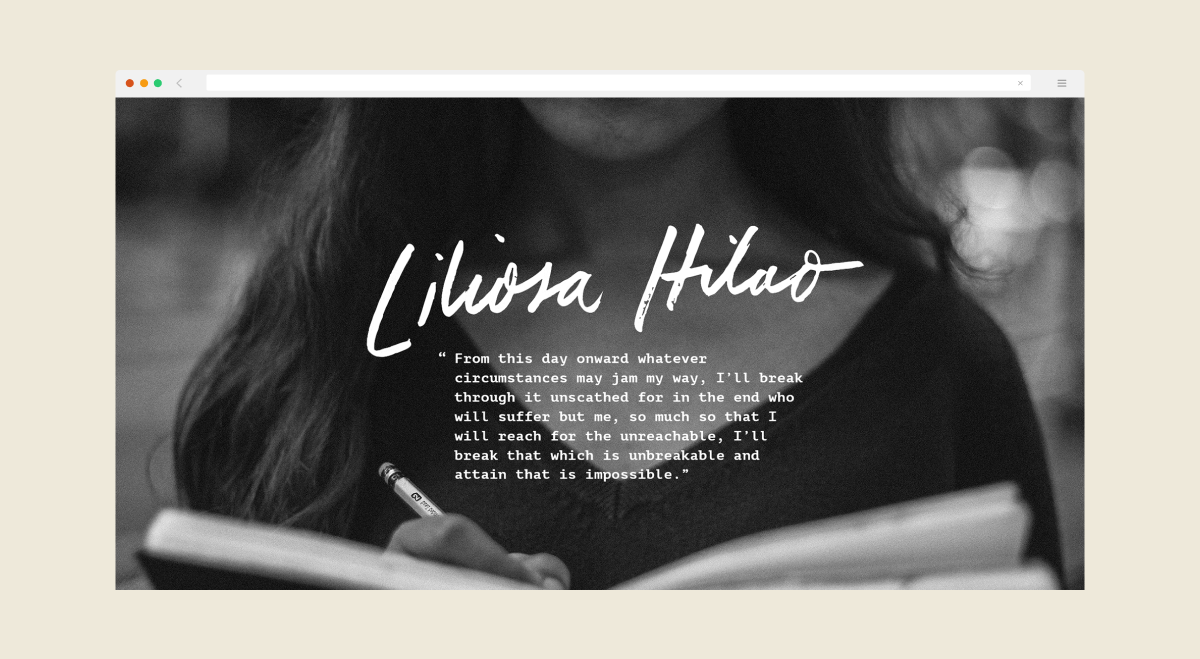 Liliosa Hilao
“ From this day onward whatever
circumstances may jam my way, I’ll break
through it unscathed for in the end who
will suffer but me, so much so that I
will reach for the unreachable, I’ll
break that which is unbreakable and
attain that is impossible.”